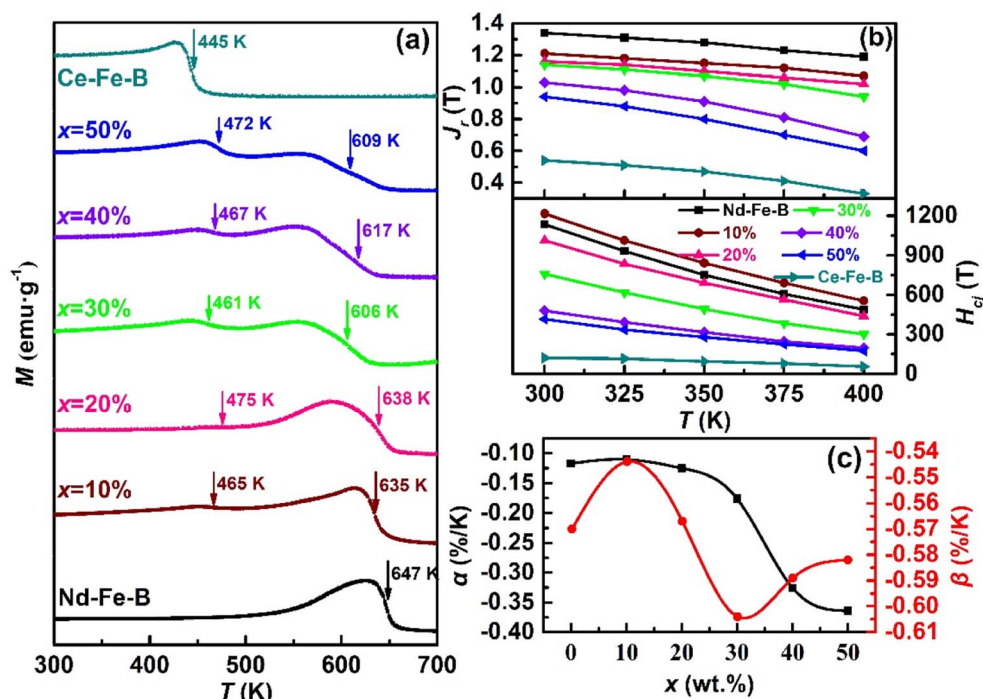 (a)
445 K
Ce-Fe-B
x=50%
472 K
609 K
x=40%
467 K
617 K
x=30%
461 K
606 K
x=20%
475 K
638 K
x=10%
465 K
635 K
Nd-Fe-B
647 K
M (emu·g⁻¹)
300 400 500 600 700
T (K)
(b)
1.4
1.2
1.0
0.8
0.6
0.4
Jr (T)
Nd-Fe-B 30%
10% 40%
20% 50%
Ce-Fe-B
1200
900
600
300
0
Hcj (T)
300 325 350 375 400
T (K)
(c)
-0.10
-0.15
-0.20
-0.25
-0.30
-0.35
-0.40
α (%/K)
-0.54
-0.55
-0.56
-0.57
-0.58
-0.59
-0.60
-0.61
β (%/K)
0 10 20 30 40 50
x (wt.%)